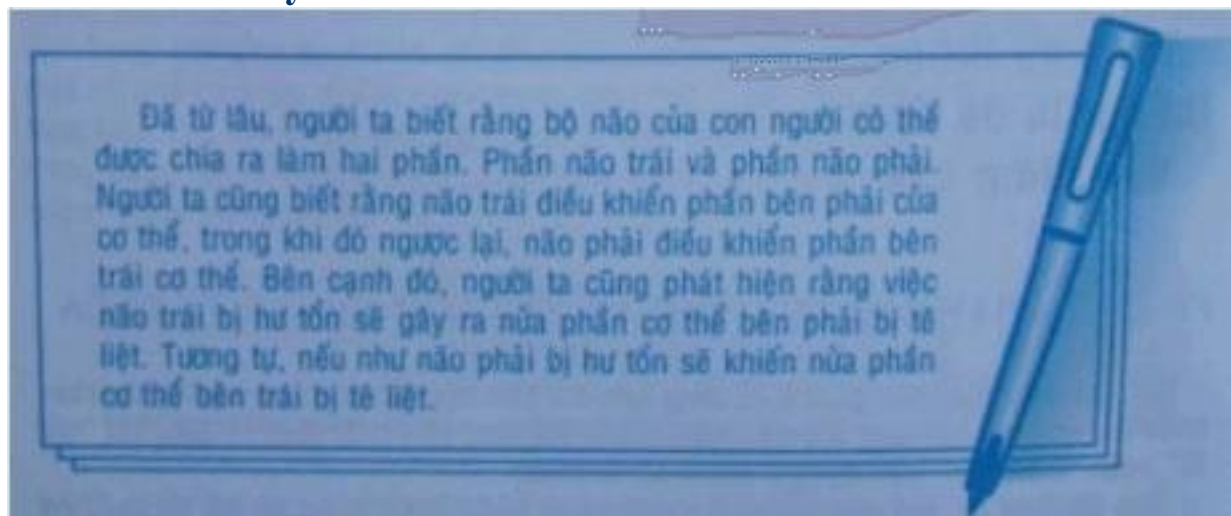 Đã từ lâu, người ta biết rằng bộ não của con người có thể
được chia ra làm hai phần. Phần não trái và phần não phải.
Người ta cũng biết rằng não trái điều khiển phần bên phải của
cơ thể, trong khi đó ngược lại, não phải điều khiển phần bên
trái cơ thể. Bên cạnh đó, người ta cũng phát hiện rằng việc
não trái bị hư tổn sẽ gây ra nửa phần cơ thể bên phải bị tê
liệt. Tương tự, nếu như não phải bị hư tổn sẽ khiến nửa phần
cơ thể bên trái bị tê liệt.